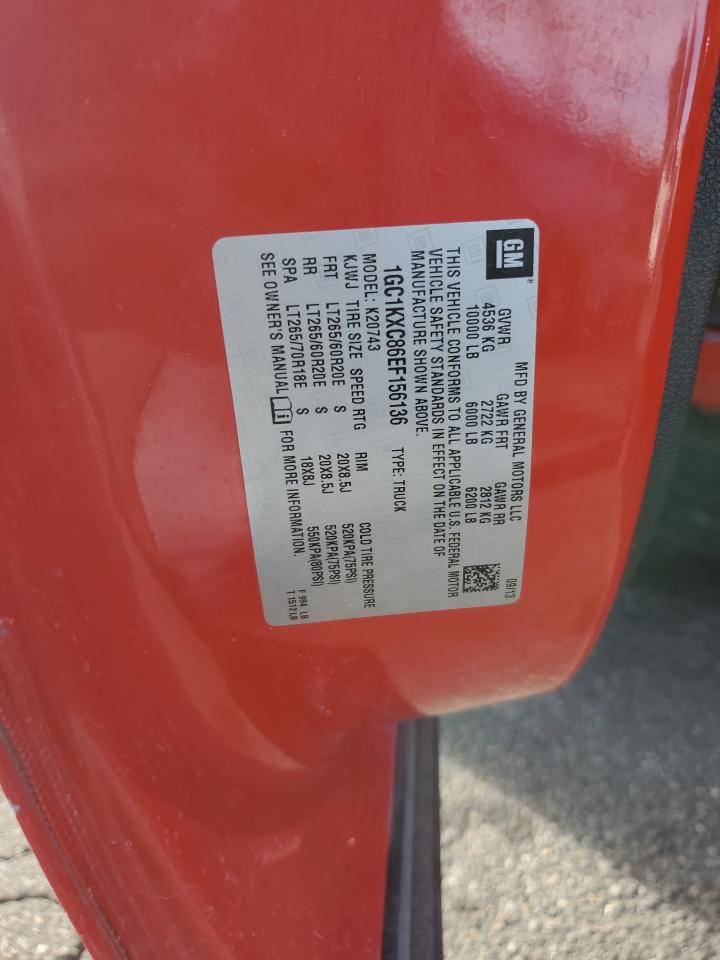 GM®
MFD BY GENERAL MOTORS LLC 09/13
GVWR GAWR FRT GAWR RR
4536 KG 2722 KG 2812 KG
10000 LB 6000 LB 6200 LB
THIS VEHICLE CONFORMS TO ALL APPLICABLE U.S. FEDERAL MOTOR
VEHICLE SAFETY STANDARDS IN EFFECT ON THE DATE OF
MANUFACTURE SHOWN ABOVE.
1GC1KXC86EF156136 TYPE: TRUCK
MODEL: K20743
KJWJ TIRE SIZE SPEED RTG RIM COLD TIRE PRESSURE
FRT LT265/60R20E S 20X8.5J 520KPA(75PSI)
RR LT265/60R20E S 20X8.5J 520KPA(75PSI)
SPA LT265/70R18E S 18X8J 550KPA(80PSI)
SEE OWNER'S MANUAL FOR MORE INFORMATION.
F 994 LB
T 1512 LB